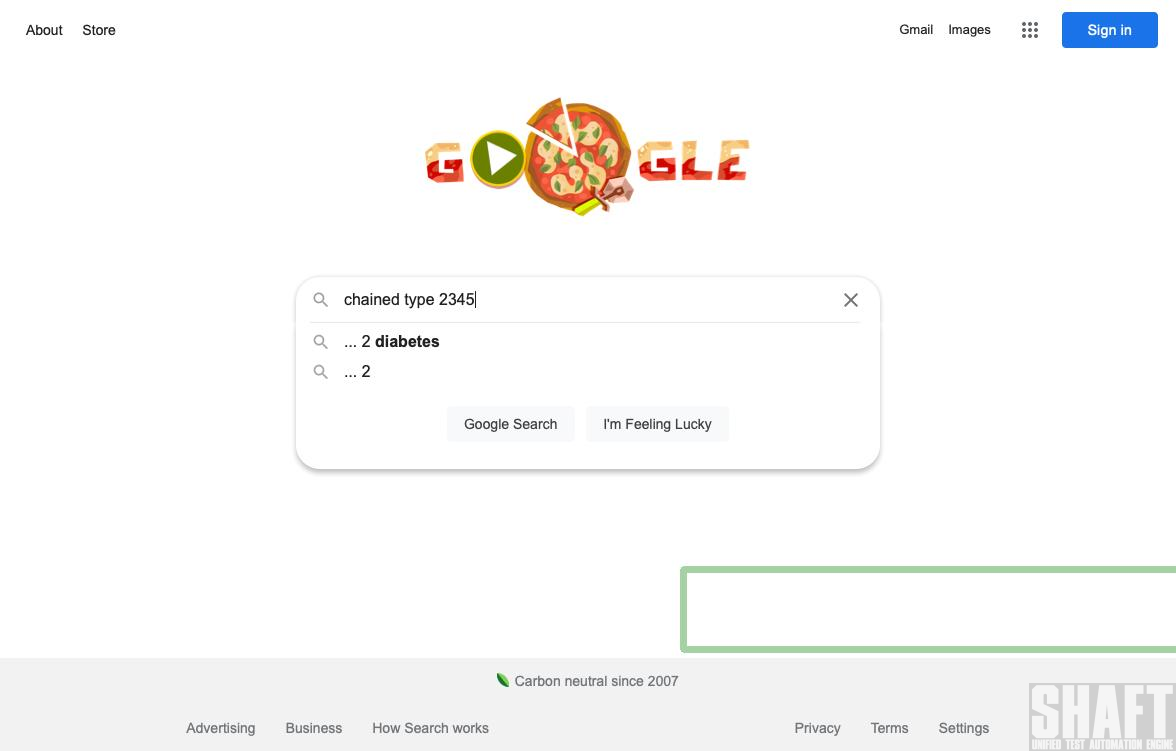 About Store
Gmail Images
Sign in
GOOGLE
chained type 2345
... 2 diabetes
... 2
Google Search
I'm Feeling Lucky
Carbon neutral since 2007
Advertising Business How Search works
Privacy Terms Settings
SHAFT
UNIFIED TEST AUTOMATION ENGINE